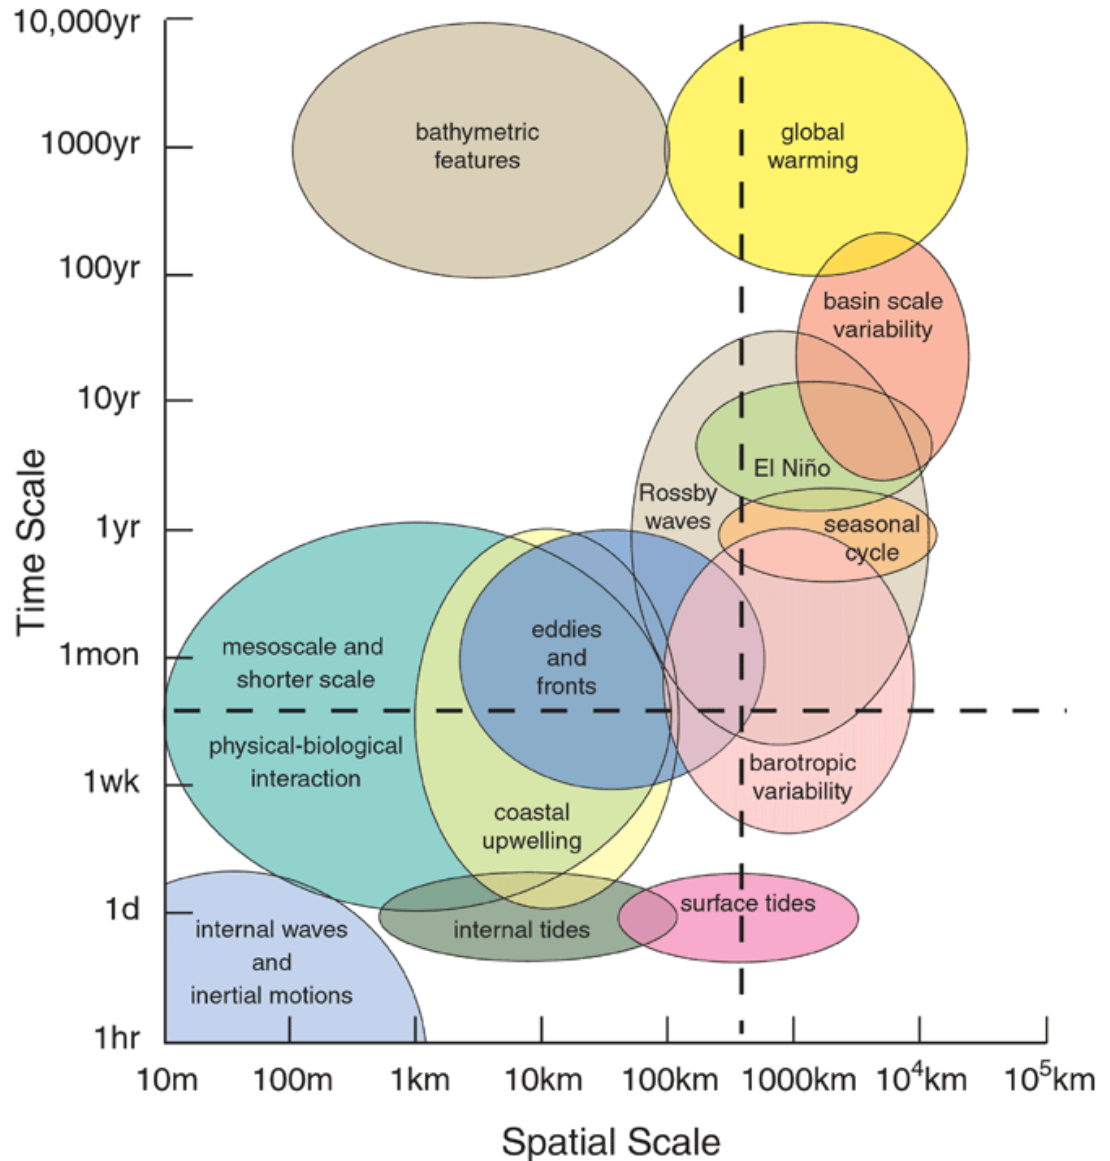 10,000yr
bathymetric
features
global
warming
1000yr
100yr
basin scale
variability
10yr
El Niño
Rossby
waves
seasonal
cycle
1yr
Time Scale
eddies
and
fronts
mesoscale and
shorter scale
1mon
physical-biological
interaction
barotropic
variability
1wk
coastal
upwelling
1d
surface tides
internal tides
internal waves
and
inertial motions
1hr
10m 100m 1km 10km 100km 1000km 10⁴km 10⁵km
Spatial Scale